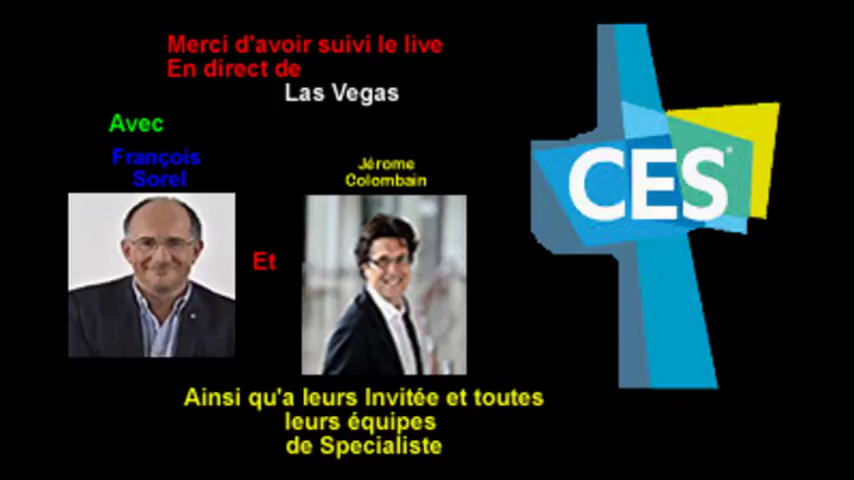 Merci d'avoir suivi le live
En direct de
Las Vegas
Avec
François
Sorel
Jérome
Colombain
Et
CES®
Ainsi qu'a leurs Invitée et toutes
leurs équipes
de Specialiste